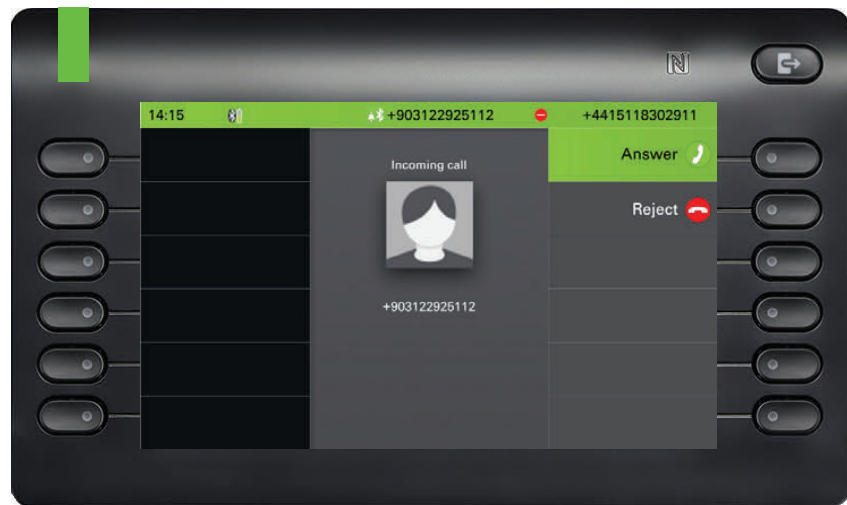 14:15
+903122925112
+4415118302911
Incoming call
Answer
Reject
+903122925112